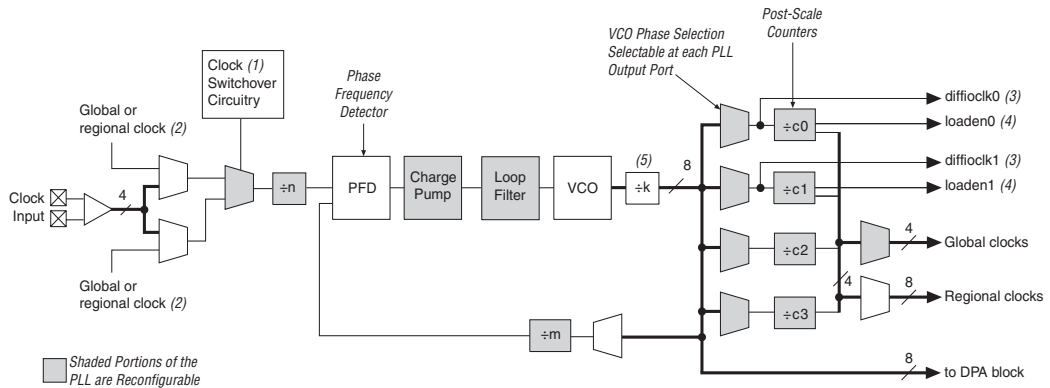 Post-Scale
Counters
VCO Phase Selection
Selectable at each PLL
Output Port
Clock (1)
Switchover
Circuitry
Phase
Frequency
Detector
Global or
regional clock (2)
diffioclk0 (3)
loaden0 (4)
÷c0
diffioclk1 (3)
loaden1 (4)
÷c1
(5)
8
÷n
PFD
Charge
Pump
Loop
Filter
VCO
÷k
Clock
Input
4
÷c2
4
Global clocks
Global or
regional clock (2)
4
8
Regional clocks
÷c3
÷m
8
to DPA block
Shaded Portions of the
PLL are Reconfigurable